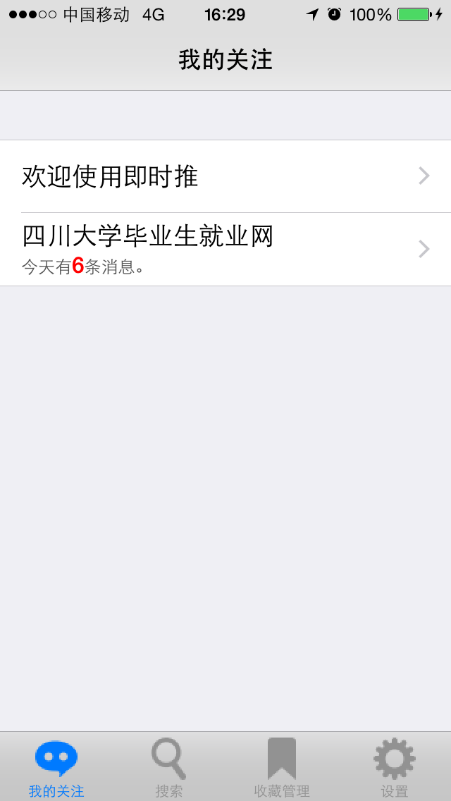 中国移动 4G 16:29 100%
我的关注
欢迎使用即时推
四川大学毕业生就业网
今天有6条消息。
我的关注 搜索 收藏管理 设置